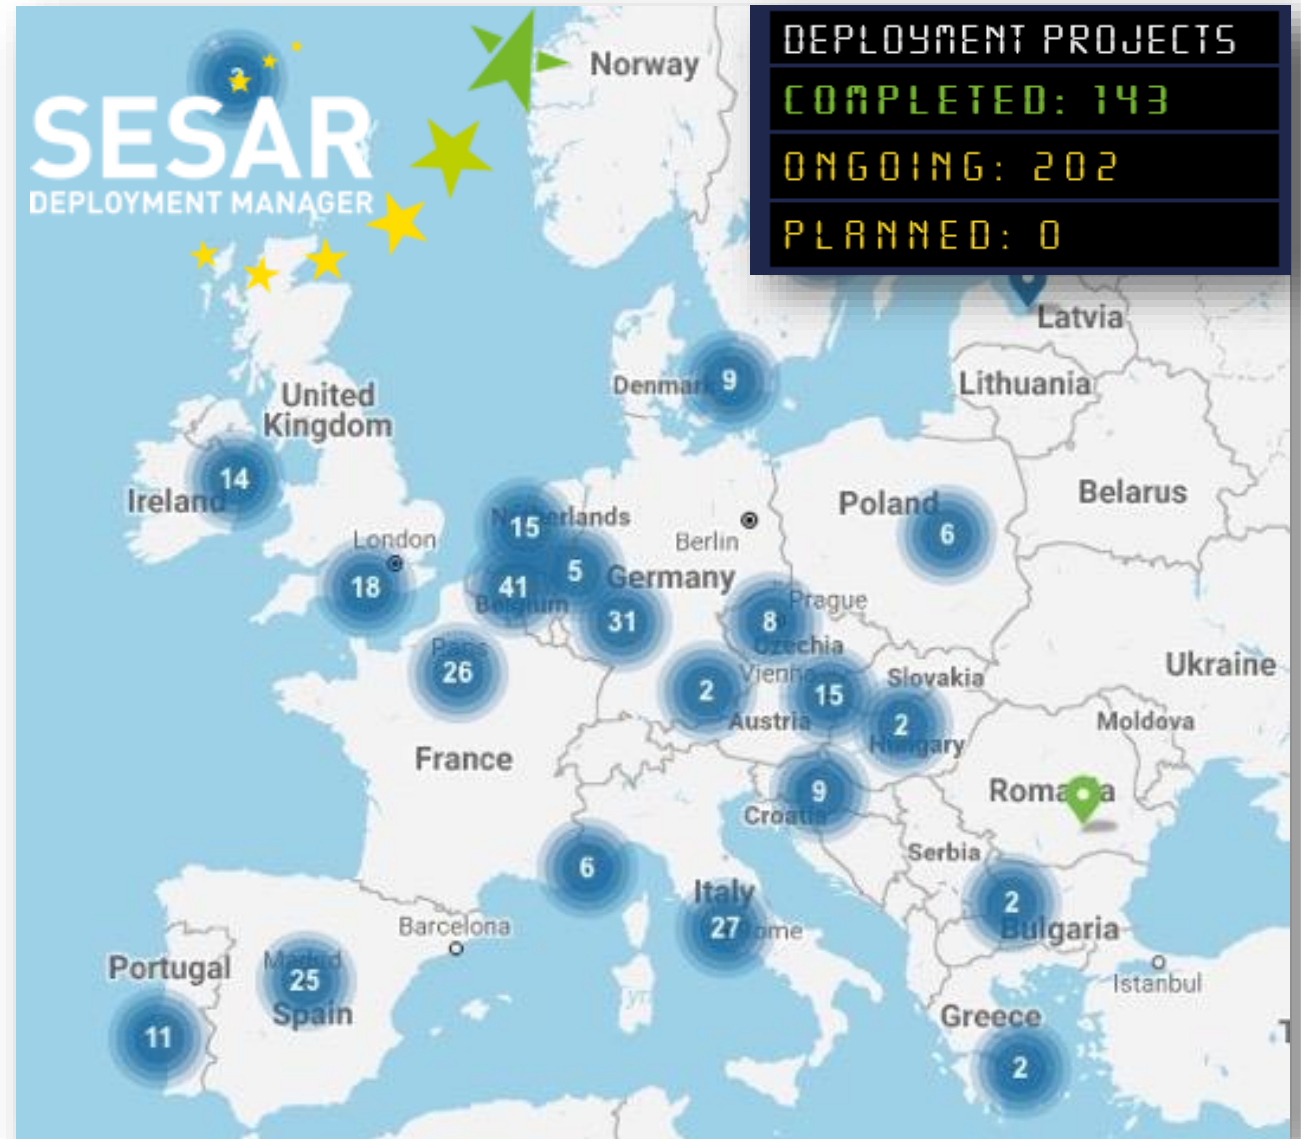 SESAR
DEPLOYMENT MANAGER
DEPLOYMENT PROJECTS
COMPLETED: 143
ONGOING: 202
PLANNED: 0
Norway
Latvia
Denmark
9
Lithuania
United
Kingdom
14
Ireland
Belarus
Poland
6
15
Netherlands
London
Berlin
18
41
5
Germany
Belgium
31
8
Prague
Czechia
Paris
26
2
Vienna
15
Slovakia
Ukraine
Austria
2
Hungary
Moldova
France
9
Croatia
Romania
Serbia
6
Italy
27
Rome
2
Bulgaria
Barcelona
Portugal
Madrid
25
Spain
Istanbul
11
Greece
2